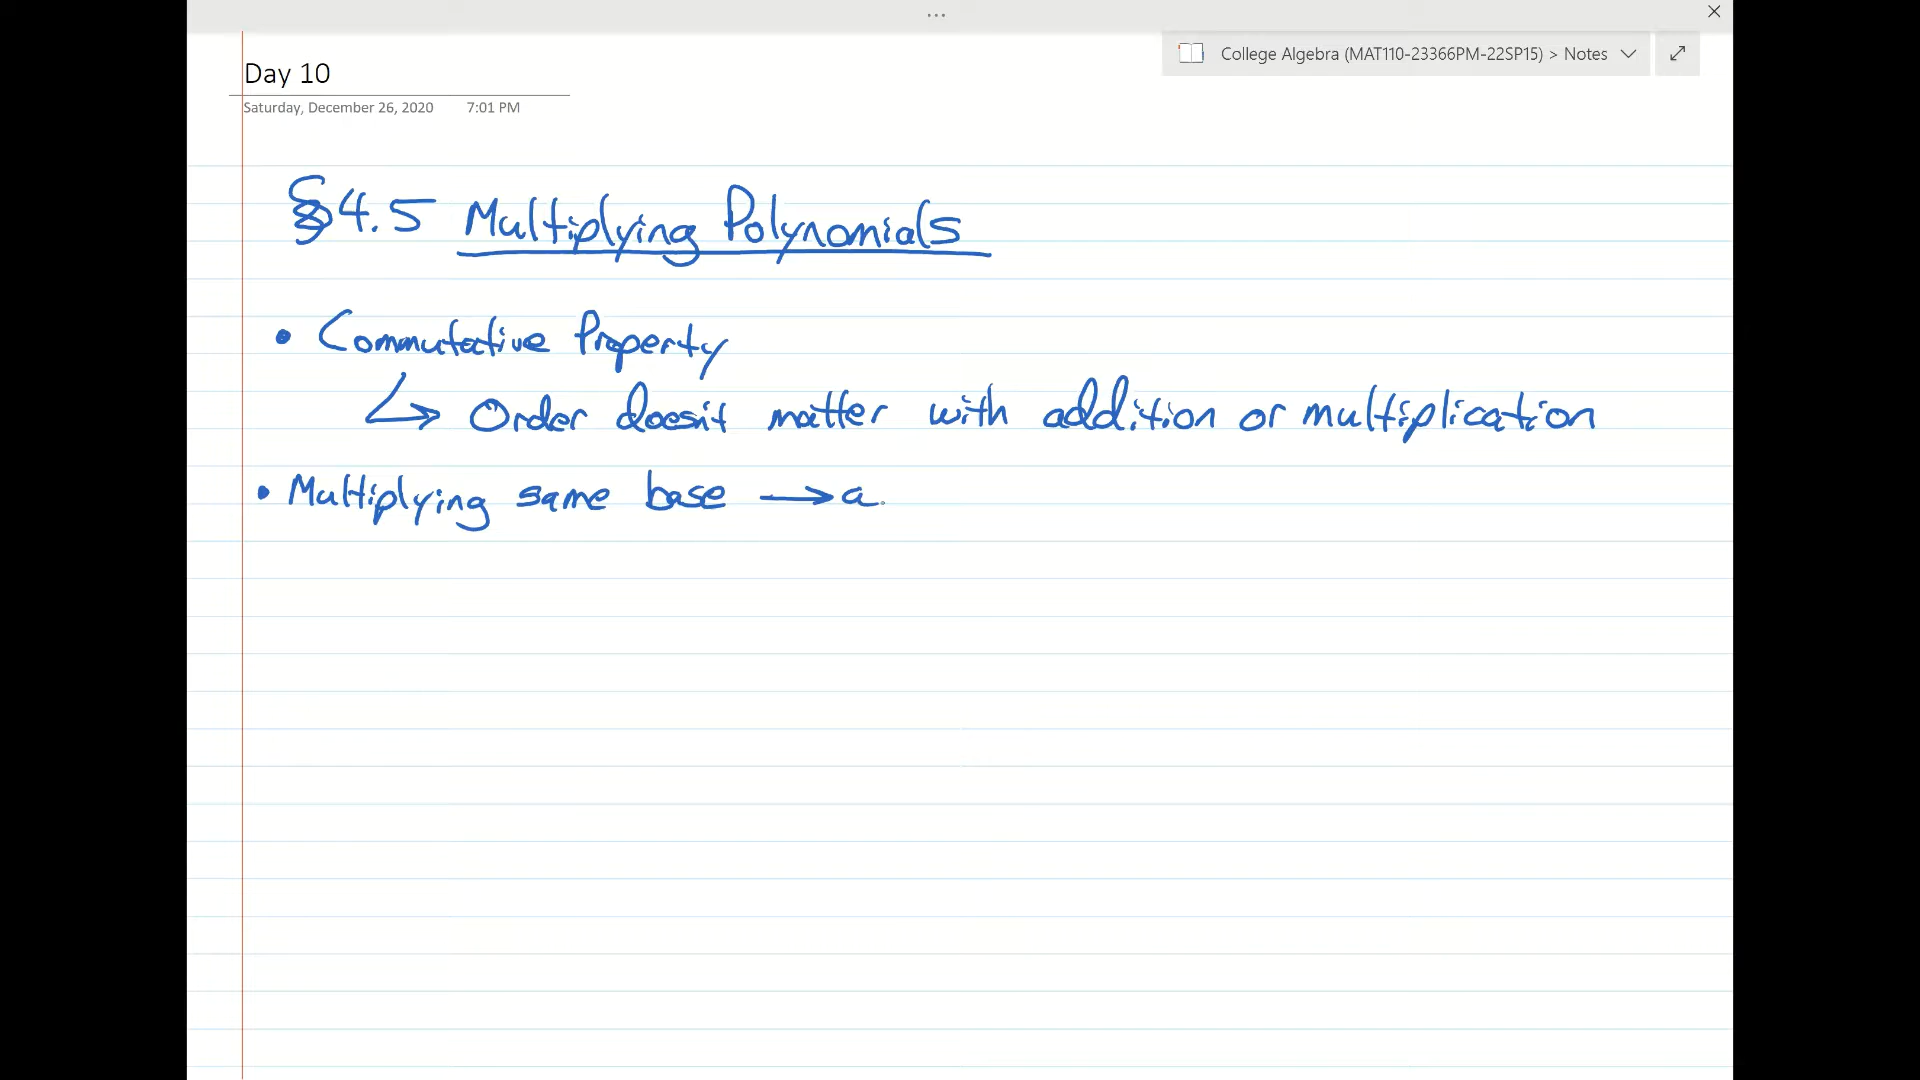 ...
College Algebra (MAT110-23366PM-22SP15) > Notes
Day 10
Saturday, December 26, 2020 7:01 PM
§4.5 Multiplying Polynomials
• Commutative Property
↳ Order doesn't matter with addition or multiplication
• Multiplying same base → a